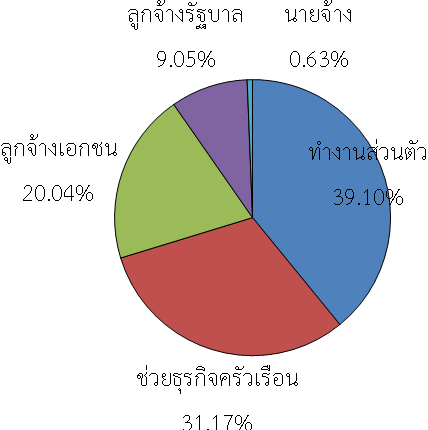 ลูกจ้างรัฐบาล
9.05%
นายจ้าง
0.63%
ลูกจ้างเอกชน
20.04%
ทำงานส่วนตัว
39.10%
ช่วยธุรกิจครัวเรือน
31.17%